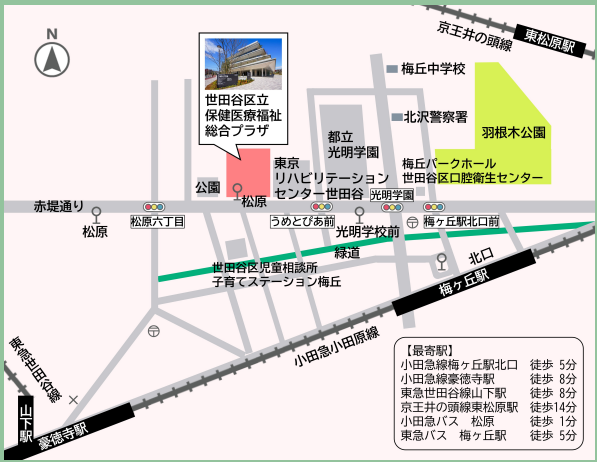 N
京王井の頭線
東松原駅
世田谷区立
保健医療福祉
総合プラザ
梅丘中学校
北沢警察署
羽根木公園
都立
光明学園
東京
リハビリテーション
センター世田谷
梅丘パークホール
世田谷区口腔衛生センター
公園
松原
光明学園
赤堤通り
松原
松原六丁目
うめとぴあ前
光明学校前
梅ヶ丘駅北口前
緑道
北口
世田谷区児童相談所
子育てステーション梅丘
梅ヶ丘駅
小田急小田原線
東急世田谷線
山下駅
豪徳寺駅
【最寄駅】
小田急線梅ヶ丘駅北口 徒歩 5分
小田急線豪徳寺駅 徒歩 8分
東急世田谷線山下駅 徒歩 8分
京王井の頭線東松原駅 徒歩14分
小田急バス 松原 徒歩 1分
東急バス 梅ヶ丘駅 徒歩 5分